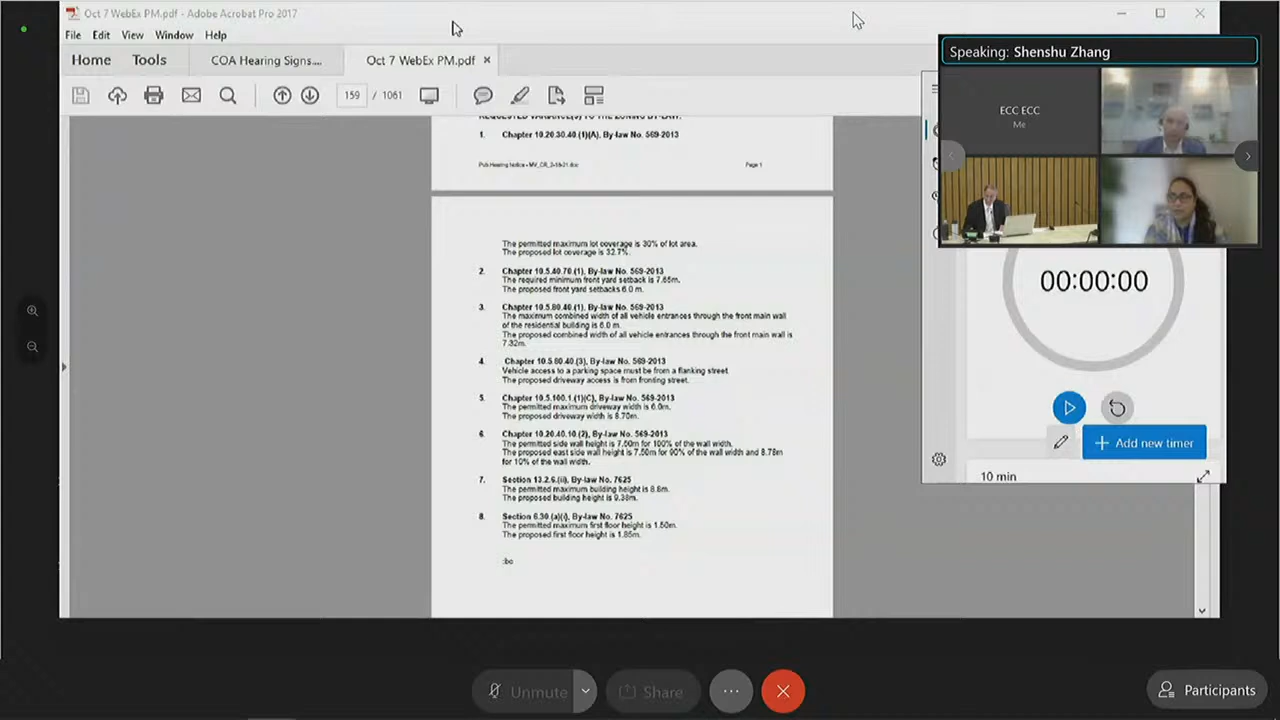 Oct 7 WebEx PM.pdf - Adobe Acrobat Pro 2017
File Edit View Window Help
Home Tools COA Hearing Signs.... Oct 7 WebEx PM.pdf ×
159 / 1061
REQUESTED VARIANCE(S) TO THE ZONING BY-LAW:
1. Chapter 10.20.30.40 (1)(A), By-law No. 569-2013
Page 1
The permitted maximum lot coverage is 30% of lot area.
The proposed lot coverage is 32.7%.
2. Chapter 10.5.40.70.(1), By-law No. 569-2013
The required minimum front yard setback is 7.65m.
The proposed front yard setbacks 6.0 m.
3. Chapter 10.5.80.40.(1), By-law No. 569-2013
The maximum combined width of all vehicle entrances through the front main wall
of the residential building is 6.0 m.
The proposed combined width of all vehicle entrances through the front main wall is
7.32m.
4. Chapter 10.5.80.40.(3), By-law No. 569-2013
Vehicle access to a parking space must be from a flanking street.
The proposed driveway access is from fronting street.
5. Chapter 10.5.100.1.(1)(C), By-law No. 569-2013
The permitted maximum driveway width is 6.0m.
The proposed driveway width is 8.70m.
6. Chapter 10.20.40.10.(2), By-law No. 569-2013
The permitted side wall height is 7.50m for 100% of the wall width.
The proposed east side wall height is 7.50m for 90% of the wall width and 8.78m
for 10% of the wall width.
7. Section 13.2.6.(ii), By-law No. 7625
The permitted maximum building height is 8.8m.
The proposed building height is 9.38m.
8. Section 6.30 (a)(i), By-law No. 7625
The permitted maximum first floor height is 1.50m.
The proposed first floor height is 1.85m.
:bc
Speaking: Shenshu Zhang
ECC ECC
Me
00:00:00
+ Add new timer
10 min
Unmute Share ... Participants